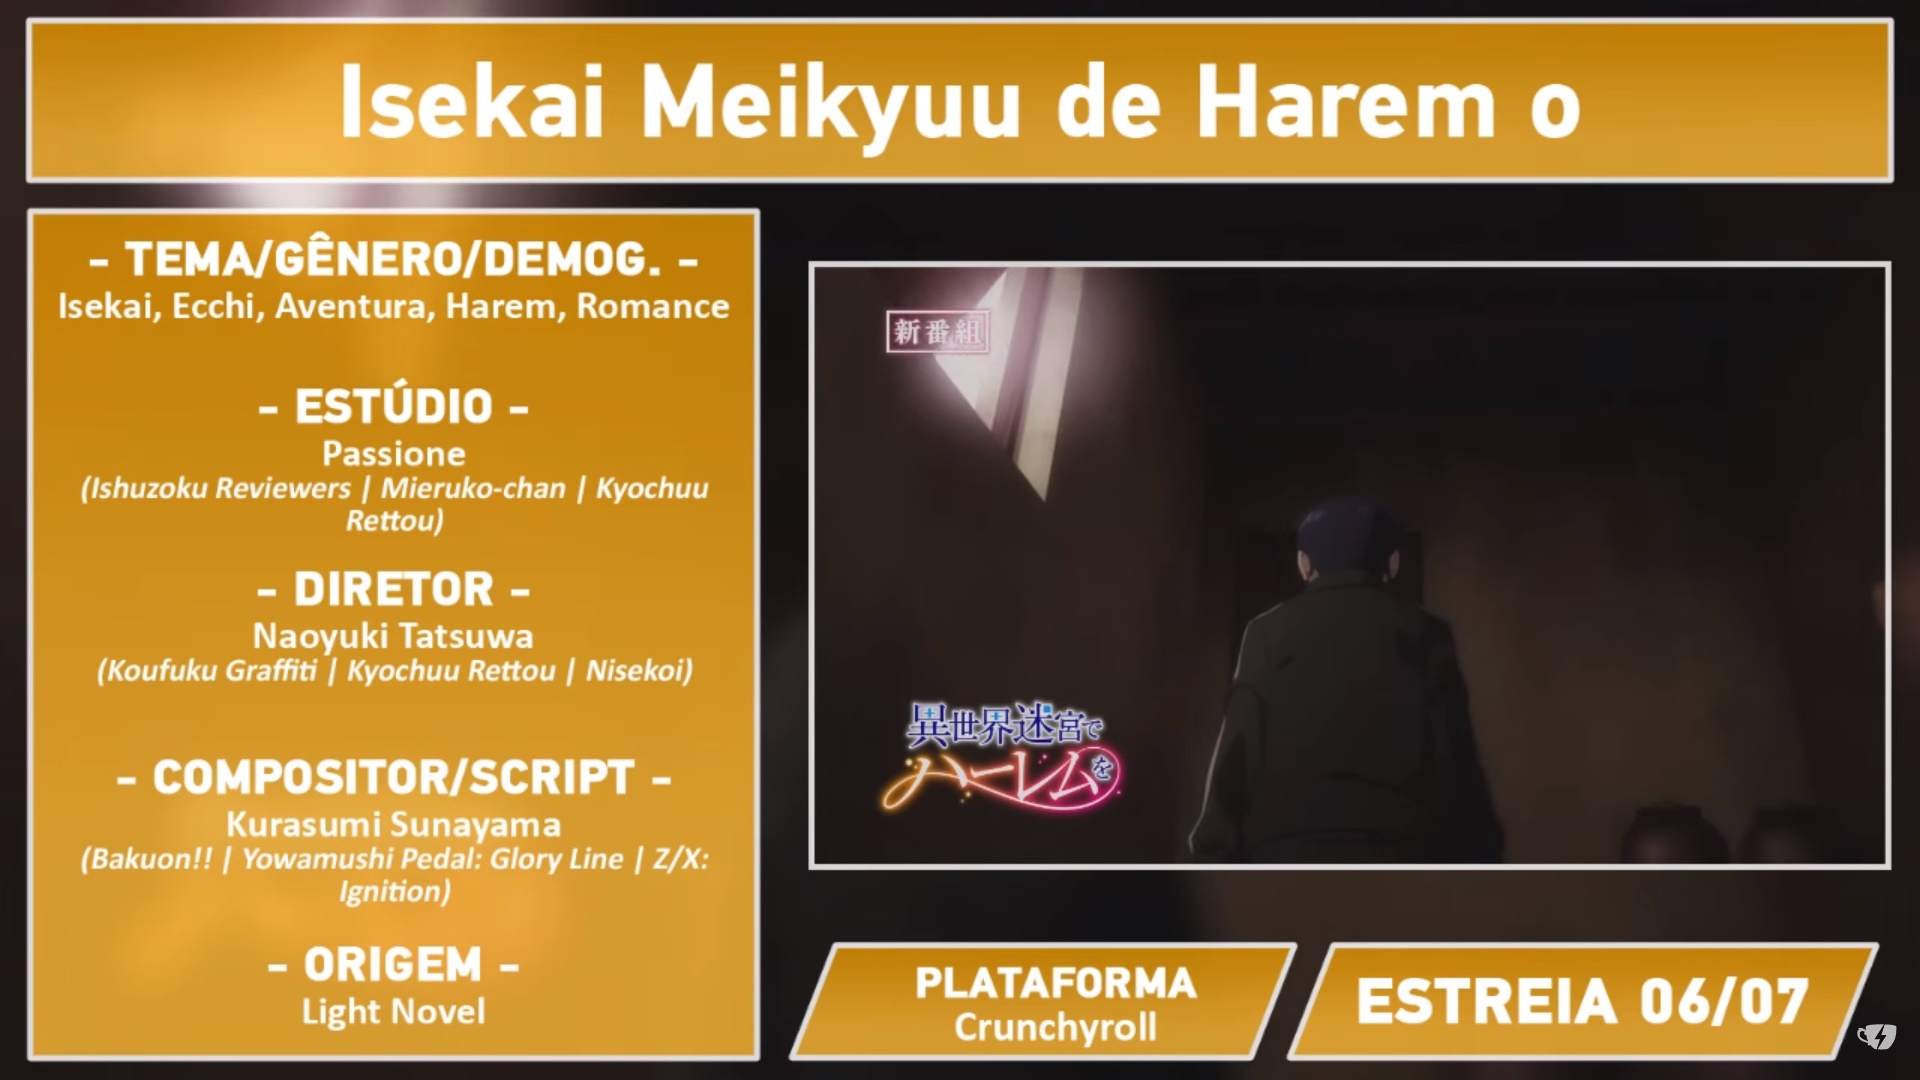 Isekai Meikyuu de Harem o
- TEMA/GÊNERO/DEMOG. -
Isekai, Ecchi, Aventura, Harem, Romance
- ESTÚDIO -
Passione
(Ishuzoku Reviewers | Mieruko-chan | Kyochuu
Rettou)
- DIRETOR -
Naoyuki Tatsuwa
(Koufuku Graffiti | Kyochuu Rettou | Nisekoi)
- COMPOSITOR/SCRIPT -
Kurasumi Sunayama
(Bakuon!! | Yowamushi Pedal: Glory Line | Z/X:
Ignition)
- ORIGEM -
Light Novel
新番組
異世界迷宮で
ハーレムを
PLATAFORMA
Crunchyroll
ESTREIA 06/07